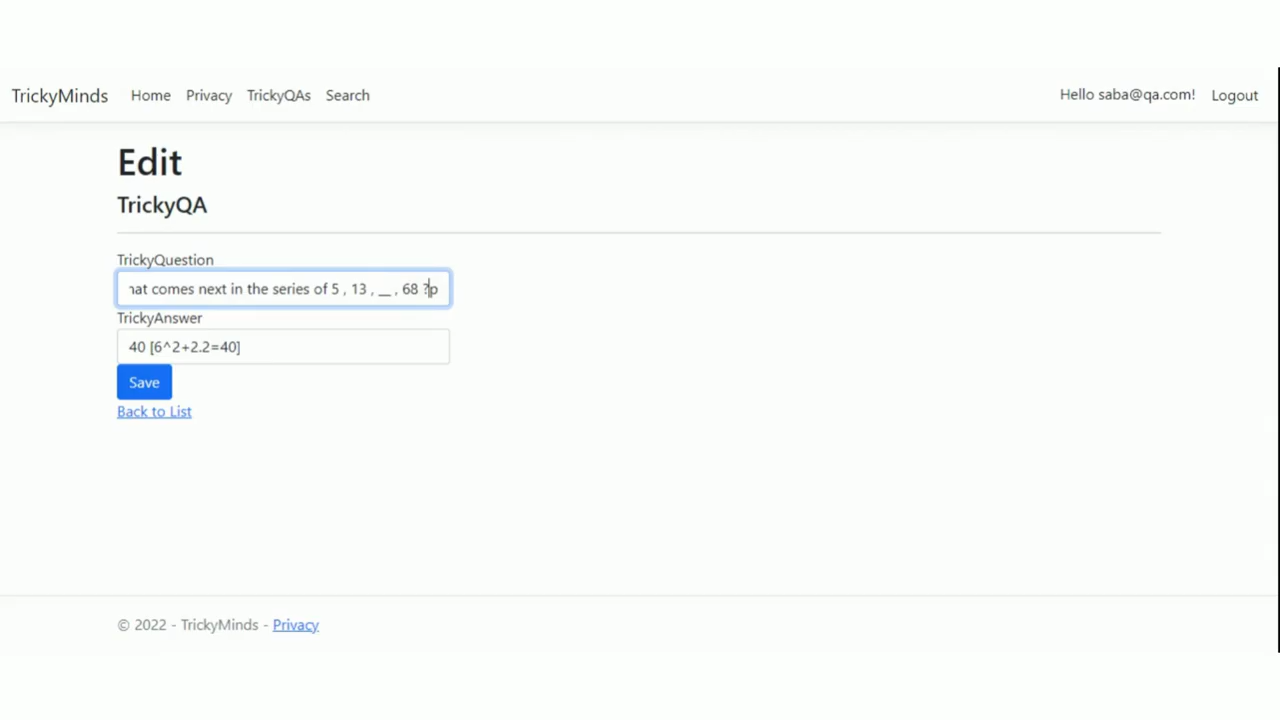 TrickyMinds Home Privacy TrickyQAs Search Hello saba@qa.com! Logout
Edit
TrickyQA
TrickyQuestion
hat comes next in the series of 5 , 13 , __ , 68 ?p
TrickyAnswer
40 [6^2+2.2=40]
Save
Back to List
© 2022 - TrickyMinds - Privacy